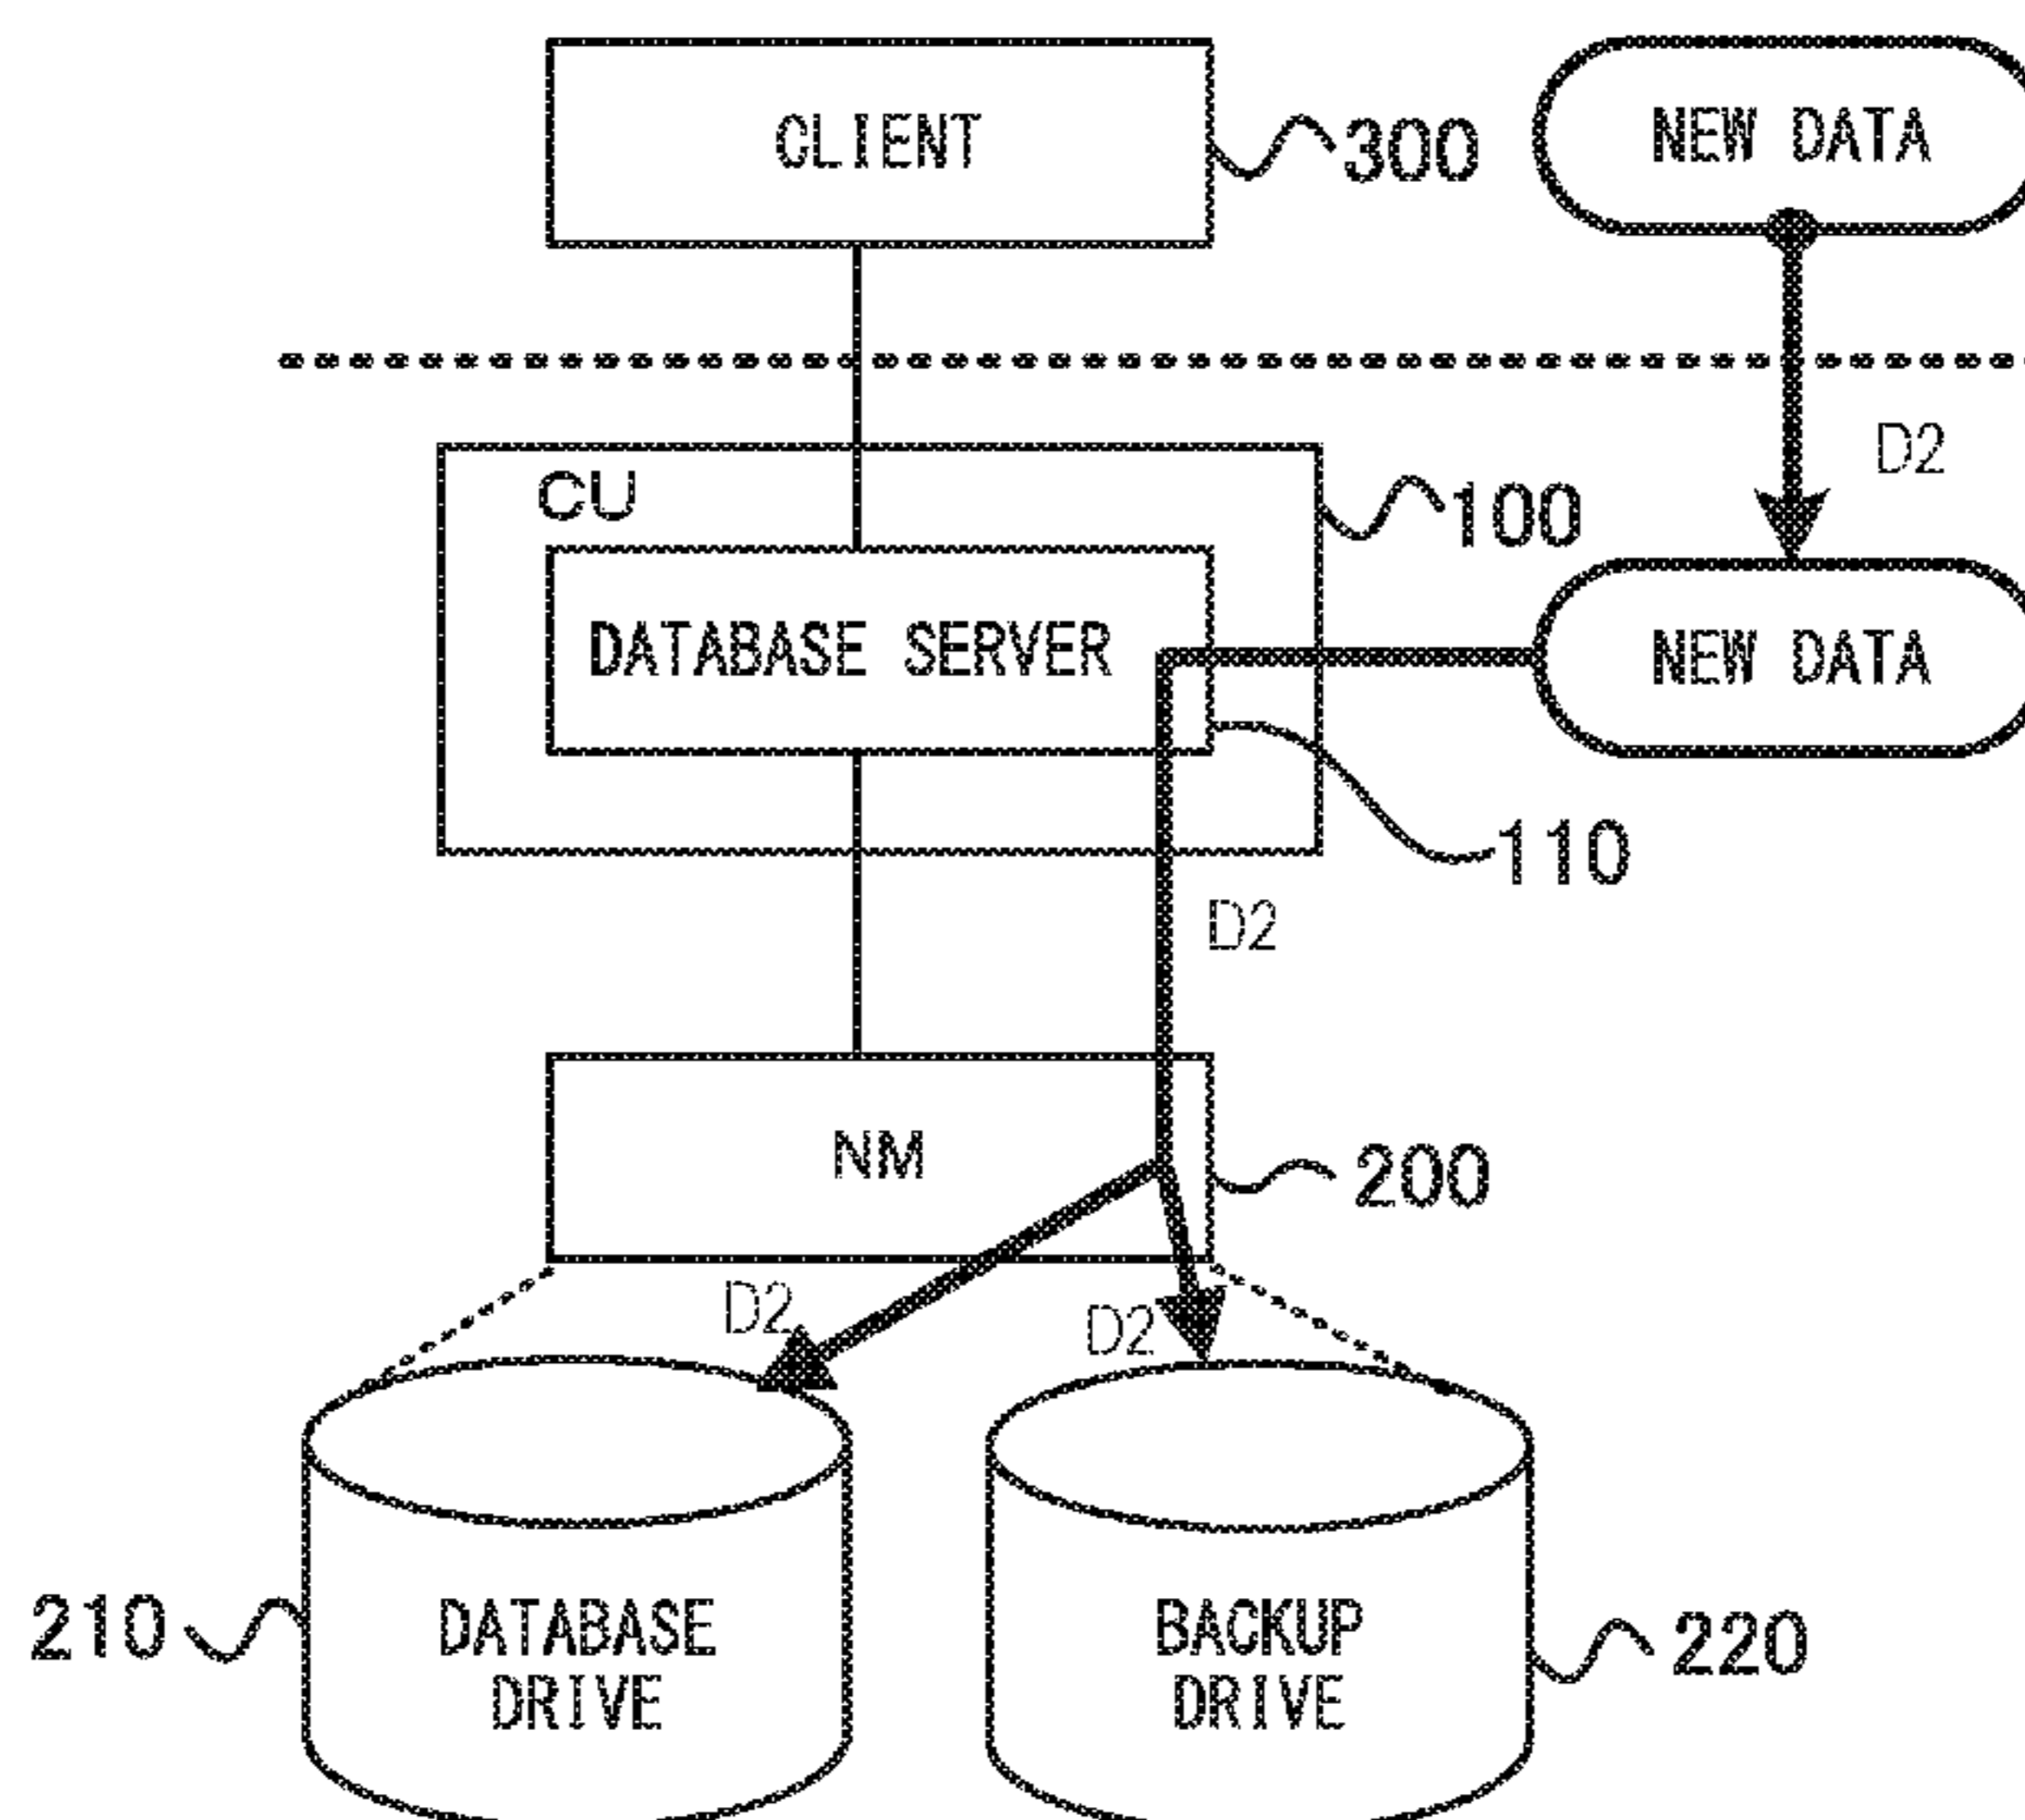 CLIENT
300
NEW DATA
D2
CU
100
DATABASE SERVER
NEW DATA
110
D2
NM
200
D2
D2
210
DATABASE
DRIVE
BACKUP
DRIVE
220